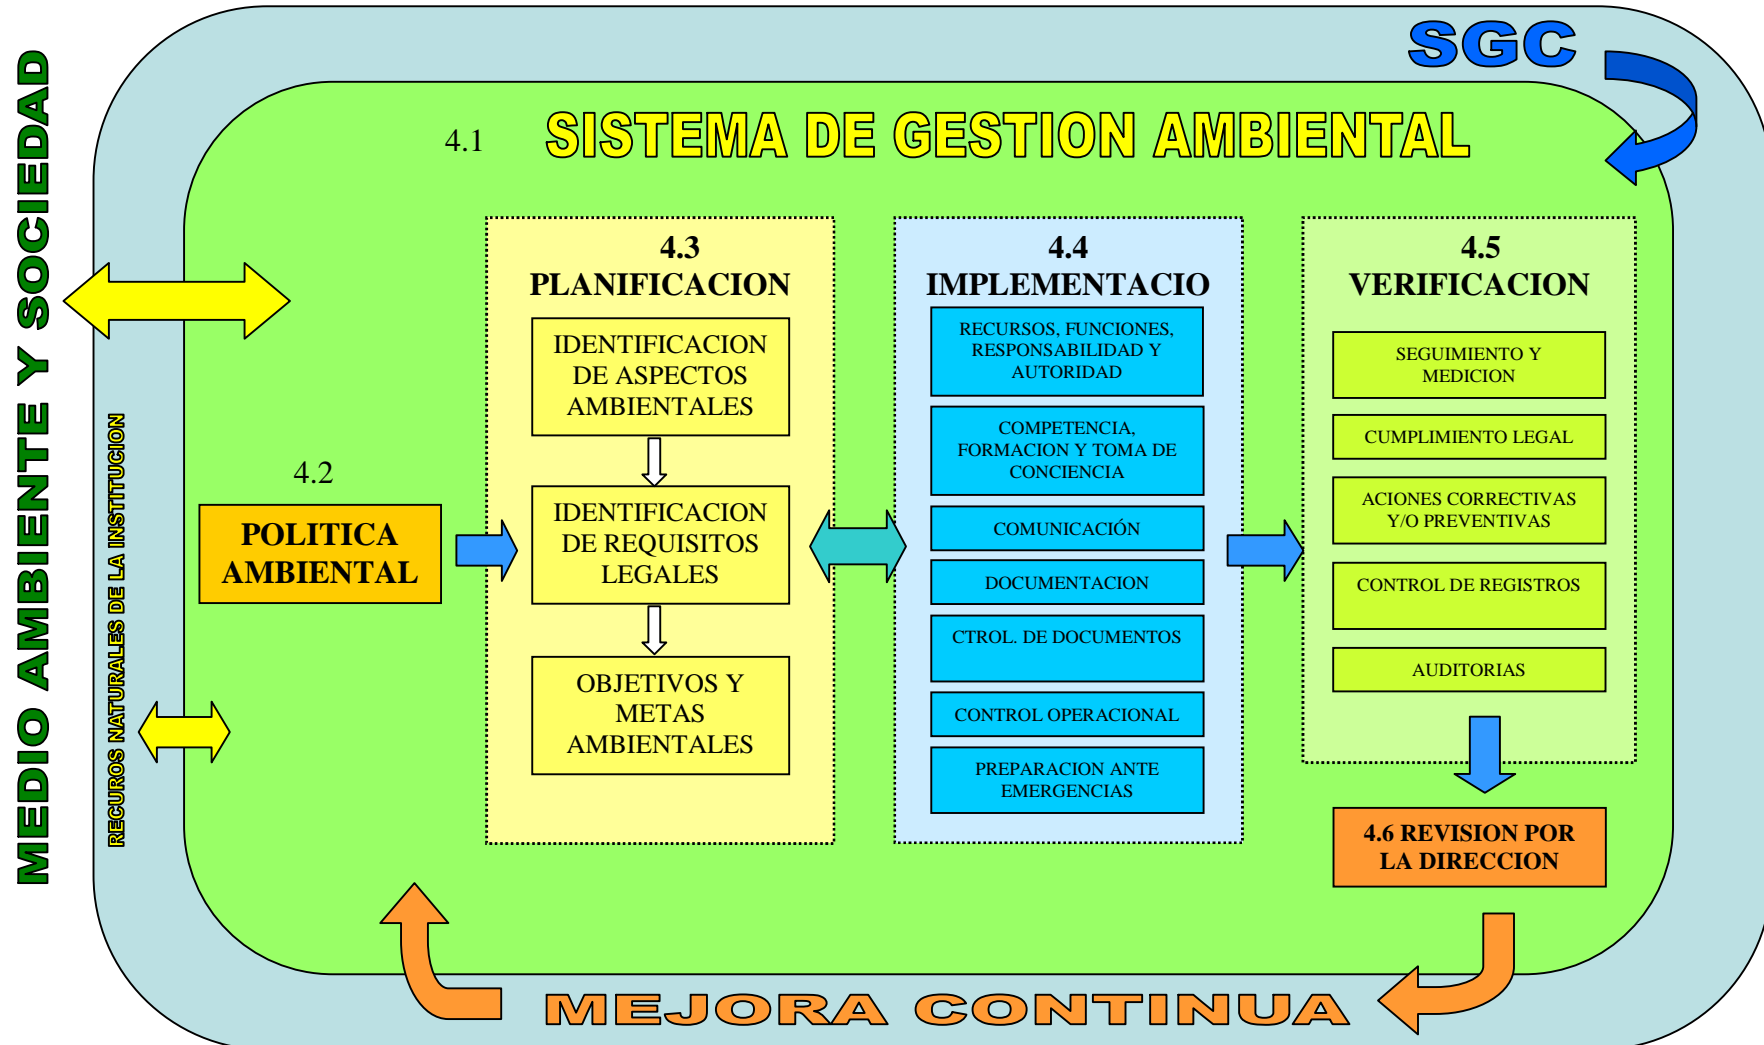 SGC
MEDIO AMBIENTE Y SOCIEDAD
4.1 SISTEMA DE GESTION AMBIENTAL
RECUROS NATURALES DE LA INSTITUCION
4.2
POLITICA
AMBIENTAL
4.3
PLANIFICACION
IDENTIFICACION
DE ASPECTOS
AMBIENTALES
IDENTIFICACION
DE REQUISITOS
LEGALES
OBJETIVOS Y
METAS
AMBIENTALES
4.4
IMPLEMENTACIO
RECURSOS, FUNCIONES,
RESPONSABILIDAD Y
AUTORIDAD
COMPETENCIA,
FORMACION Y TOMA DE
CONCIENCIA
COMUNICACIÓN
DOCUMENTACION
CTROL. DE DOCUMENTOS
CONTROL OPERACIONAL
PREPARACION ANTE
EMERGENCIAS
4.5
VERIFICACION
SEGUIMIENTO Y
MEDICION
CUMPLIMIENTO LEGAL
ACIONES CORRECTIVAS
Y/O PREVENTIVAS
CONTROL DE REGISTROS
AUDITORIAS
4.6 REVISION POR
LA DIRECCION
MEJORA CONTINUA